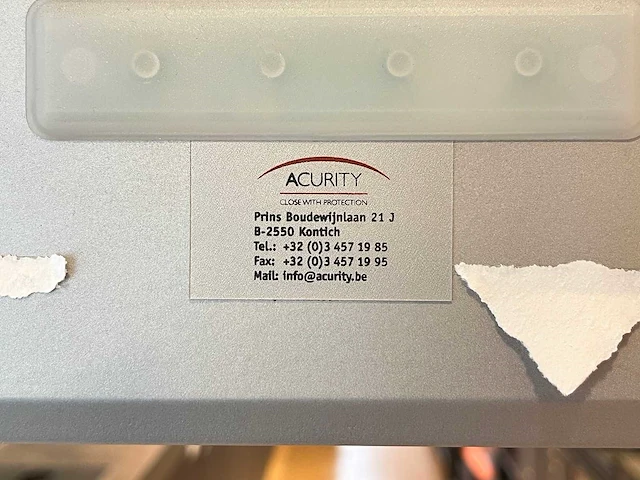 ACURITY
CLOSE WITH PROTECTION
Prins Boudewijnlaan 21 J
B-2550 Kontich
Tel.: +32 (0)3 457 19 85
Fax: +32 (0)3 457 19 95
Mail: info@acurity.be